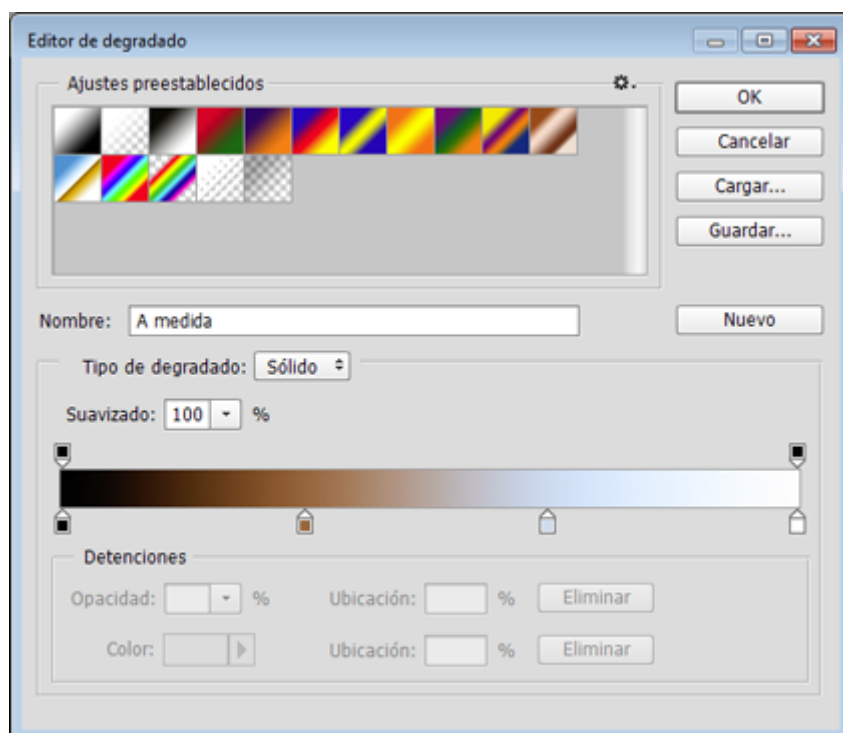 Editor de degradado
Ajustes preestablecidos
OK
Cancelar
Cargar...
Guardar...
Nombre: A medida
Nuevo
Tipo de degradado: Sólido
Suavizado: 100 %
Detenciones
Opacidad: % Ubicación: % Eliminar
Color: Ubicación: % Eliminar